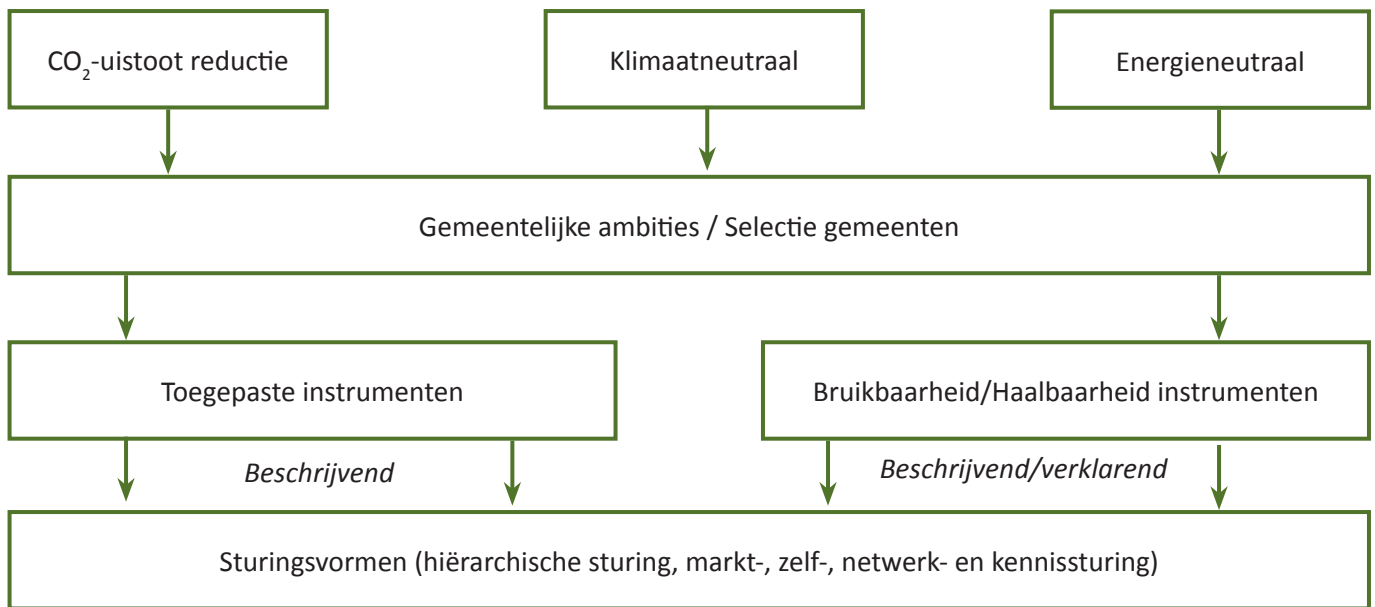 CO₂-uistoot reductie
Klimaatneutraal
Energieneutraal
Gemeentelijke ambities / Selectie gemeenten
Toegepaste instrumenten
Bruikbaarheid/Haalbaarheid instrumenten
Beschrijvend
Beschrijvend/verklarend
Sturingsvormen (hiërarchische sturing, markt-, zelf-, netwerk- en kennissturing)